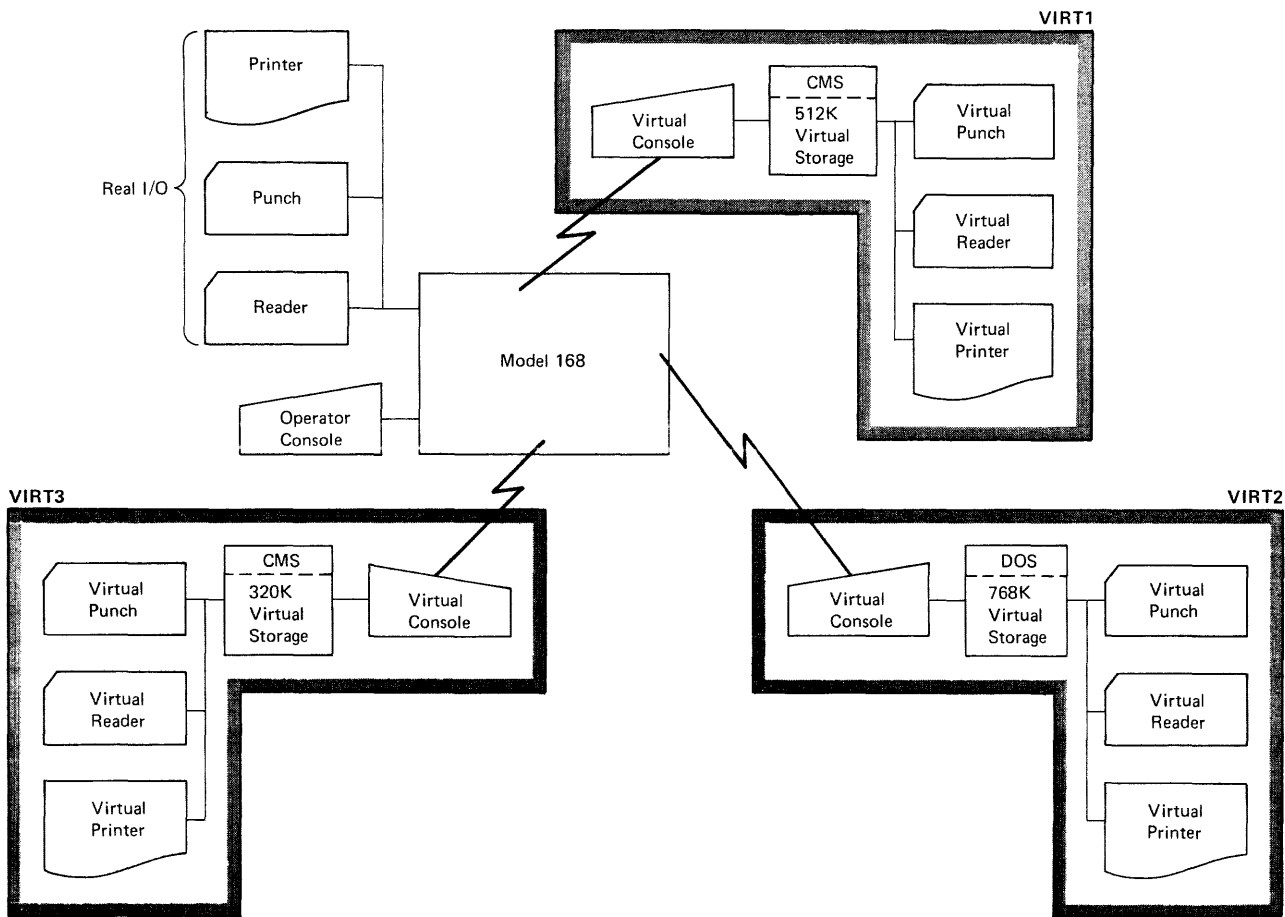 VIRT1
Printer
Punch
Real I/O
Reader
Operator
Console
Model 168
CMS
512K
Virtual
Storage
Virtual
Console
Virtual
Punch
Virtual
Reader
Virtual
Printer
VIRT3
Virtual
Punch
Virtual
Reader
Virtual
Printer
CMS
320K
Virtual
Storage
Virtual
Console
VIRT2
Virtual
Console
DOS
768K
Virtual
Storage
Virtual
Punch
Virtual
Reader
Virtual
Printer